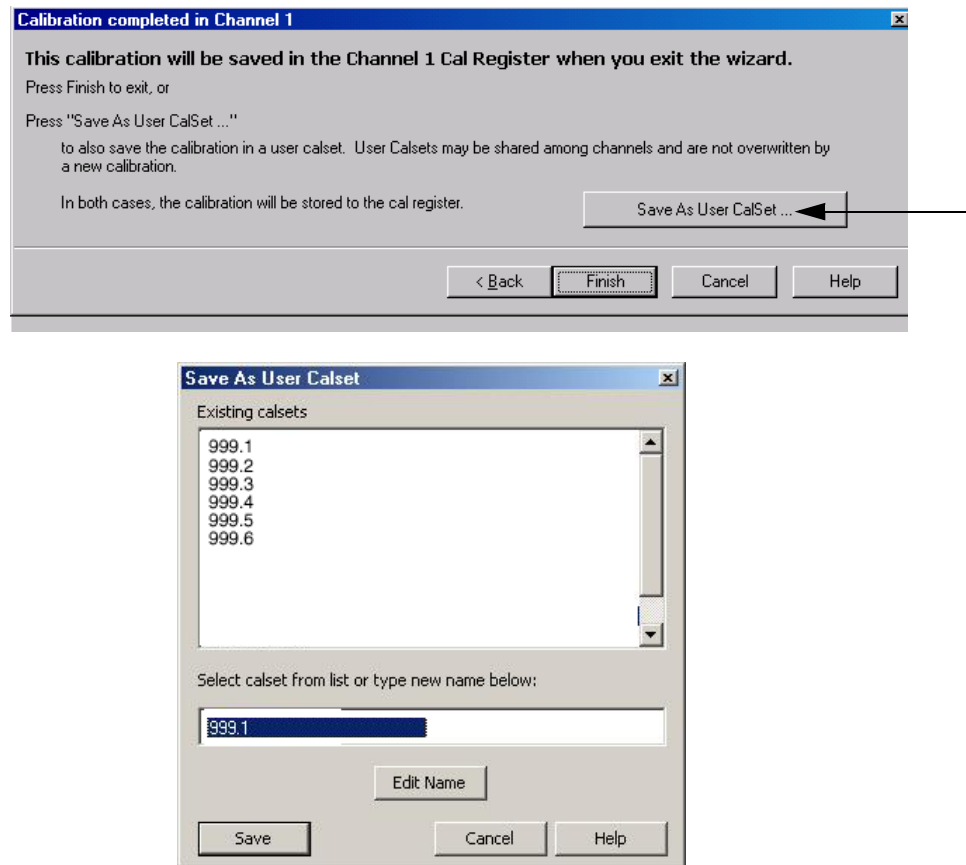 Calibration completed in Channel 1
This calibration will be saved in the Channel 1 Cal Register when you exit the wizard.
Press Finish to exit, or
Press "Save As User CalSet ..."
to also save the calibration in a user calset. User Calsets may be shared among channels and are not overwritten by
a new calibration.
In both cases, the calibration will be stored to the cal register.
Save As User CalSet ...
< Back
Finish
Cancel
Help
Save As User Calset
Existing calsets
999.1
999.2
999.3
999.4
999.5
999.6
Select calset from list or type new name below:
999.1
Edit Name
Save
Cancel
Help